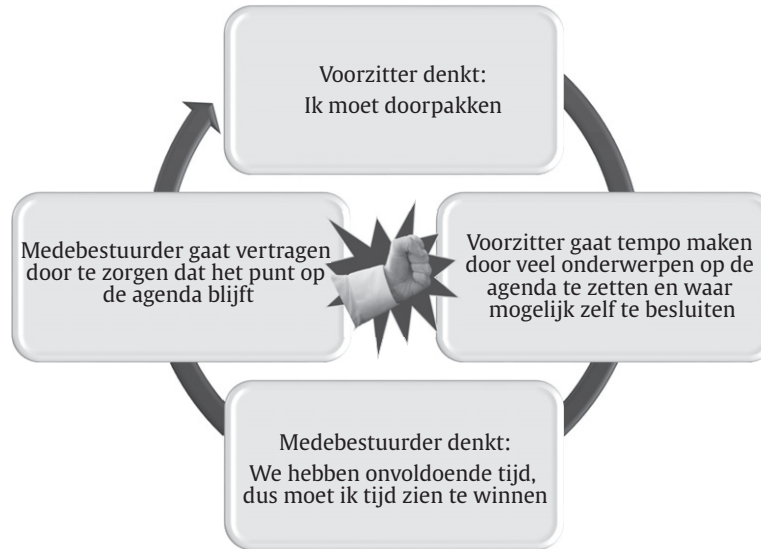 Voorzitter denkt:
Ik moet doorpakken
Medebestuurder gaat vertragen
door te zorgen dat het punt op
de agenda blijft
Voorzitter gaat tempo maken
door veel onderwerpen op de
agenda te zetten en waar
mogelijk zelf te besluiten
Medebestuurder denkt:
We hebben onvoldoende tijd,
dus moet ik tijd zien te winnen